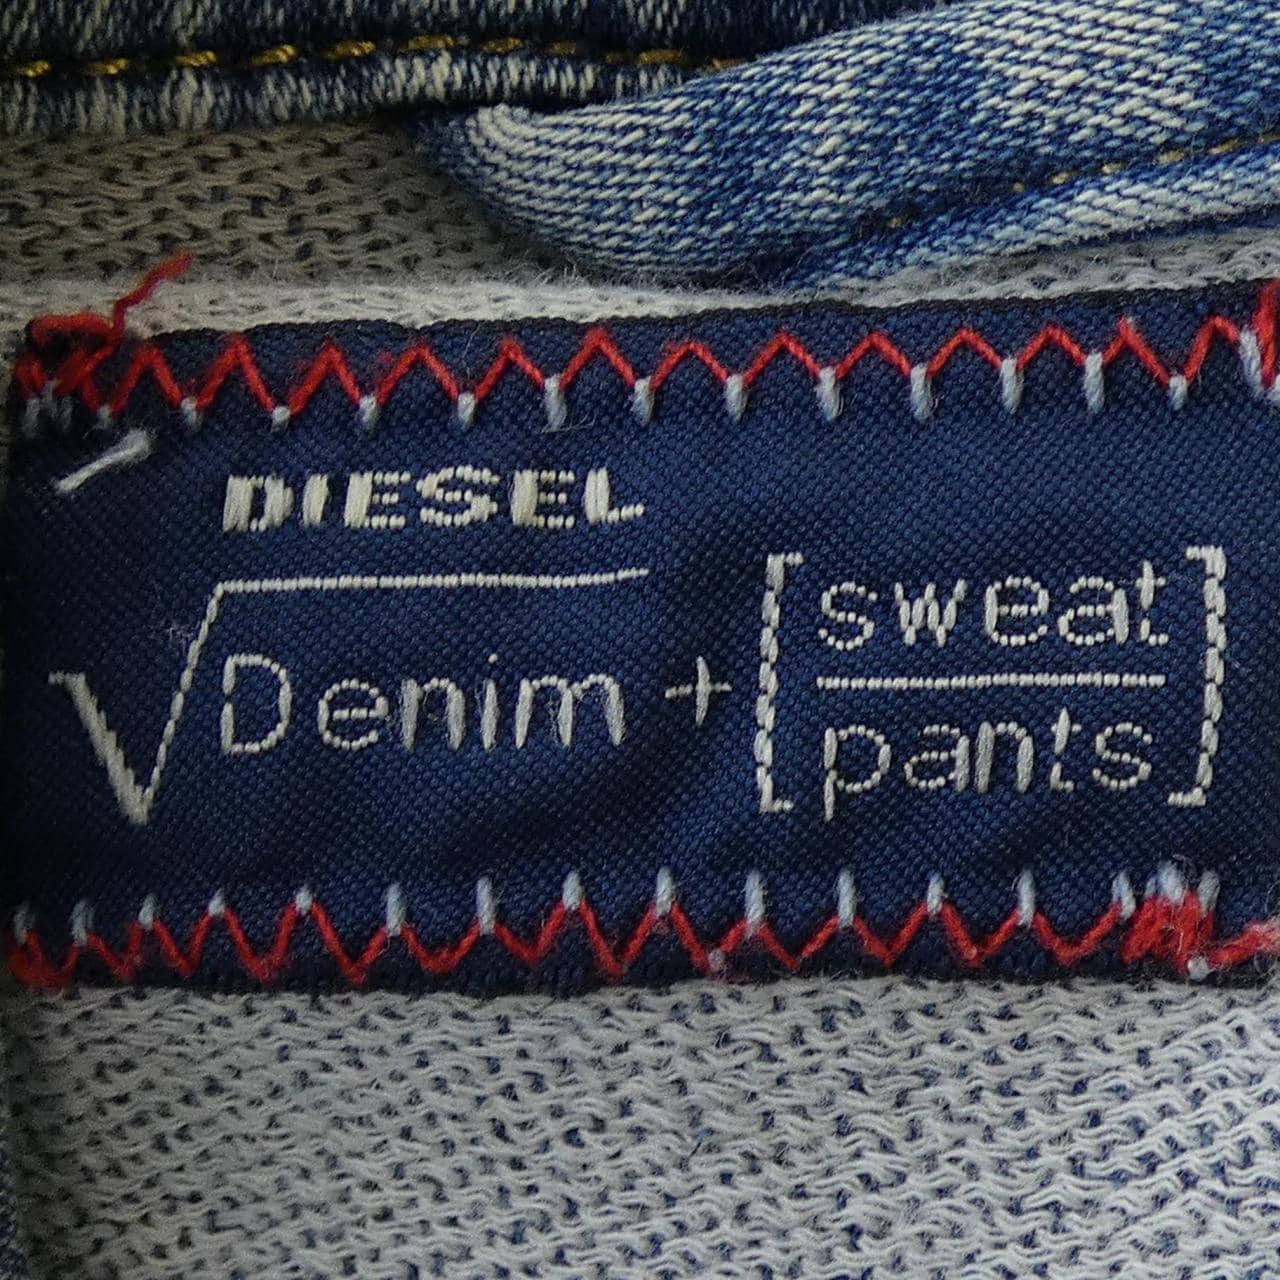 DIESEL
√Denim + [sweat
pants]